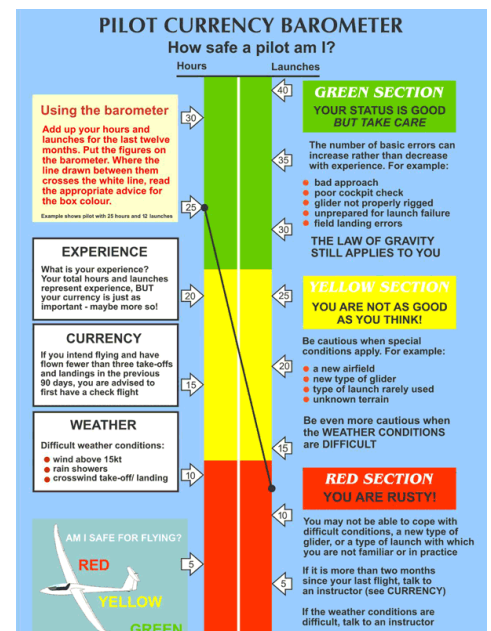 PILOT CURRENCY BAROMETER
How safe a pilot am I?
Hours
Launches
Using the barometer
Add up your hours and
launches for the last twelve
months. Put the figures on
the barometer. Where the
line drawn between them
crosses the white line, read
the appropriate advice for
the box colour.
Example shows pilot with 25 hours and 12 launches
EXPERIENCE
What is your experience?
Your total hours and launches
represent experience, BUT
your currency is just as
important - maybe more so!
CURRENCY
If you intend flying and have
flown fewer than three take-offs
and landings in the previous
90 days, you are advised to
first have a check flight
WEATHER
Difficult weather conditions:
wind above 15kt
rain showers
crosswind take-off/ landing
AM I SAFE FOR FLYING?
RED
YELLOW
GREEN
30
25
20
15
10
5
40
35
30
25
20
15
10
5
GREEN SECTION
YOUR STATUS IS GOOD
BUT TAKE CARE
The number of basic errors can
increase rather than decrease
with experience. For example:
bad approach
poor cockpit check
glider not properly rigged
unprepared for launch failure
field landing errors
THE LAW OF GRAVITY
STILL APPLIES TO YOU
YELLOW SECTION
YOU ARE NOT AS GOOD
AS YOU THINK!
Be cautious when special
conditions apply. For example:
a new airfield
new type of glider
type of launch rarely used
unknown terrain
Be even more cautious when
the WEATHER CONDITIONS
are DIFFICULT
RED SECTION
YOU ARE RUSTY!
You may not be able to cope with
difficult conditions, a new type of
glider, or a type of launch with which
you are not familiar or in practice
If it is more than two months
since your last flight, talk to
an instructor (see CURRENCY)
If the weather conditions are
difficult, talk to an instructor